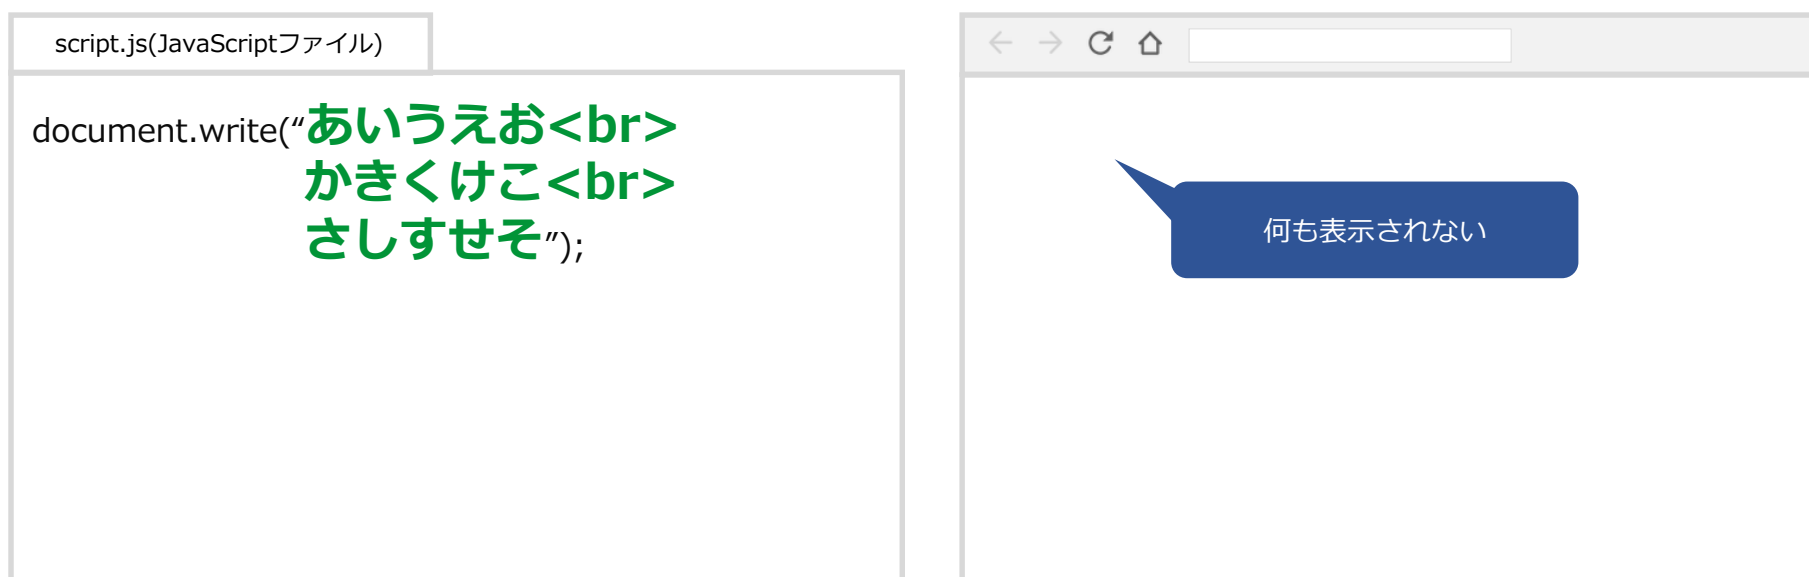 script.js(JavaScriptファイル)
document.write(“あいうえお<br>
かきくけこ<br>
さしすせそ”);
何も表示されない